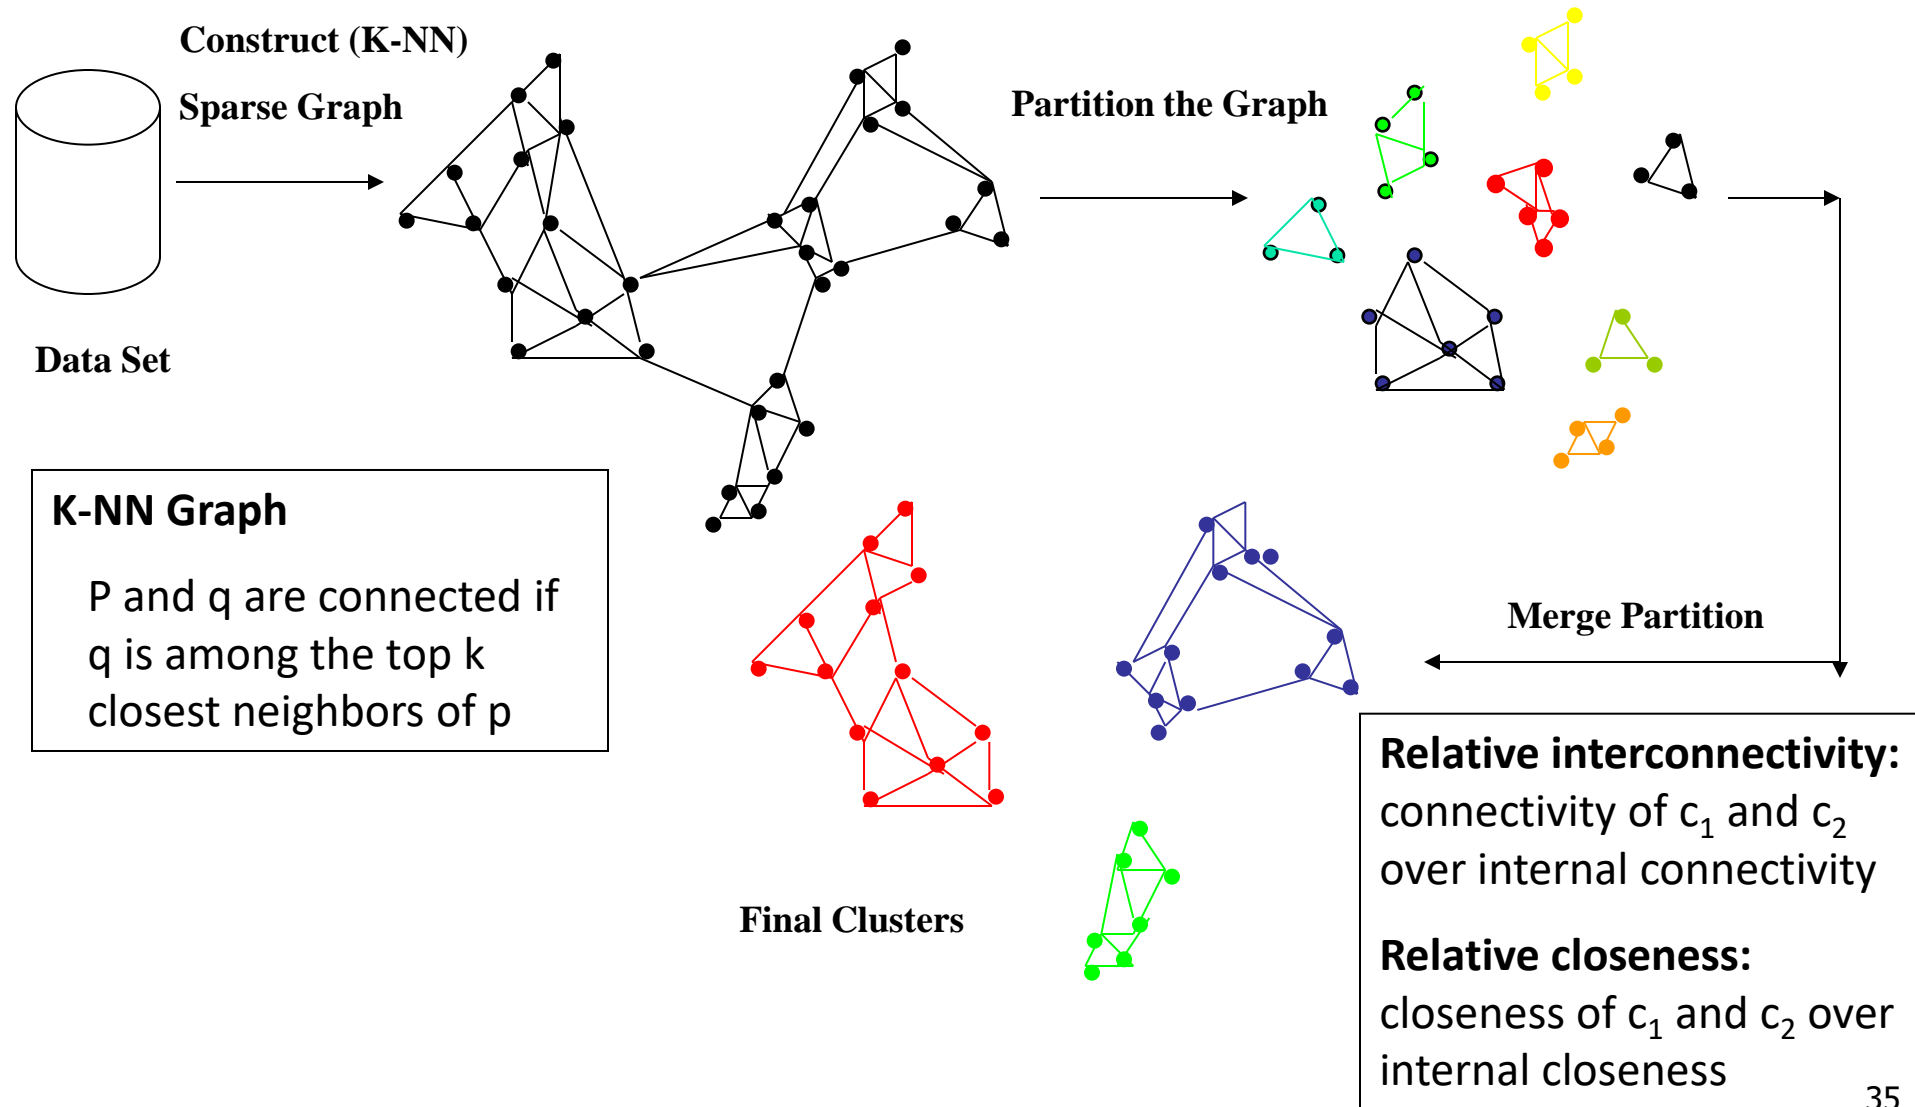 Construct (K-NN)
Sparse Graph
Data Set
Partition the Graph
K-NN Graph
P and q are connected if
q is among the top k
closest neighbors of p
Merge Partition
Final Clusters
Relative interconnectivity:
connectivity of c₁ and c₂
over internal connectivity
Relative closeness:
closeness of c₁ and c₂ over
internal closeness
35